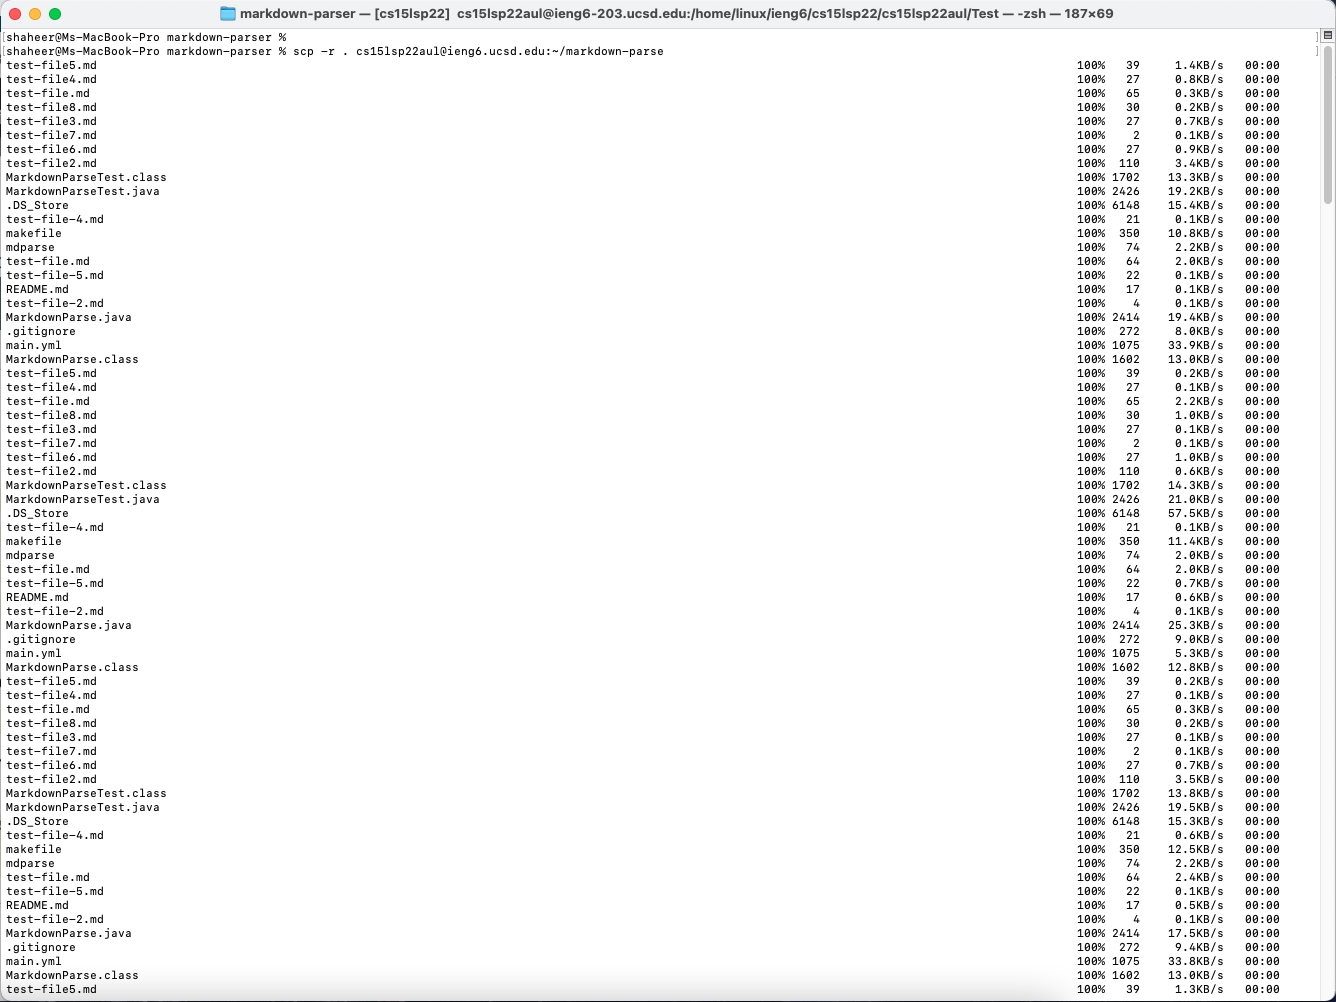 markdown-parser — [cs15lsp22] cs15lsp22aul@ieng6-203.ucsd.edu:/home/linux/ieng6/cs15lsp22/cs15lsp22aul/Test — -zsh — 187×69
[shaheer@Ms-MacBook-Pro markdown-parser % ]
[shaheer@Ms-MacBook-Pro markdown-parser % scp -r . cs15lsp22aul@ieng6.ucsd.edu:~/markdown-parse ]
test-file5.md 100% 39 1.4KB/s 00:00
test-file4.md 100% 27 0.8KB/s 00:00
test-file.md 100% 65 0.3KB/s 00:00
test-file8.md 100% 30 0.2KB/s 00:00
test-file3.md 100% 27 0.7KB/s 00:00
test-file7.md 100% 2 0.1KB/s 00:00
test-file6.md 100% 27 0.9KB/s 00:00
test-file2.md 100% 110 3.4KB/s 00:00
MarkdownParseTest.class 100% 1702 13.3KB/s 00:00
MarkdownParseTest.java 100% 2426 19.2KB/s 00:00
.DS_Store 100% 6148 15.4KB/s 00:00
test-file-4.md 100% 21 0.1KB/s 00:00
makefile 100% 350 10.8KB/s 00:00
mdparse 100% 74 2.2KB/s 00:00
test-file.md 100% 64 2.0KB/s 00:00
test-file-5.md 100% 22 0.1KB/s 00:00
README.md 100% 17 0.1KB/s 00:00
test-file-2.md 100% 4 0.1KB/s 00:00
MarkdownParse.java 100% 2414 19.4KB/s 00:00
.gitignore 100% 272 8.0KB/s 00:00
main.yml 100% 1075 33.9KB/s 00:00
MarkdownParse.class 100% 1602 13.0KB/s 00:00
test-file5.md 100% 39 0.2KB/s 00:00
test-file4.md 100% 27 0.1KB/s 00:00
test-file.md 100% 65 2.2KB/s 00:00
test-file8.md 100% 30 1.0KB/s 00:00
test-file3.md 100% 27 0.1KB/s 00:00
test-file7.md 100% 2 0.1KB/s 00:00
test-file6.md 100% 27 1.0KB/s 00:00
test-file2.md 100% 110 0.6KB/s 00:00
MarkdownParseTest.class 100% 1702 14.3KB/s 00:00
MarkdownParseTest.java 100% 2426 21.0KB/s 00:00
.DS_Store 100% 6148 57.5KB/s 00:00
test-file-4.md 100% 21 0.1KB/s 00:00
makefile 100% 350 11.4KB/s 00:00
mdparse 100% 74 2.0KB/s 00:00
test-file.md 100% 64 2.0KB/s 00:00
test-file-5.md 100% 22 0.7KB/s 00:00
README.md 100% 17 0.6KB/s 00:00
test-file-2.md 100% 4 0.1KB/s 00:00
MarkdownParse.java 100% 2414 25.3KB/s 00:00
.gitignore 100% 272 9.0KB/s 00:00
main.yml 100% 1075 5.3KB/s 00:00
MarkdownParse.class 100% 1602 12.8KB/s 00:00
test-file5.md 100% 39 0.2KB/s 00:00
test-file4.md 100% 27 0.1KB/s 00:00
test-file.md 100% 65 0.3KB/s 00:00
test-file8.md 100% 30 0.2KB/s 00:00
test-file3.md 100% 27 0.1KB/s 00:00
test-file7.md 100% 2 0.1KB/s 00:00
test-file6.md 100% 27 0.7KB/s 00:00
test-file2.md 100% 110 3.5KB/s 00:00
MarkdownParseTest.class 100% 1702 13.8KB/s 00:00
MarkdownParseTest.java 100% 2426 19.5KB/s 00:00
.DS_Store 100% 6148 15.3KB/s 00:00
test-file-4.md 100% 21 0.6KB/s 00:00
makefile 100% 350 12.5KB/s 00:00
mdparse 100% 74 2.2KB/s 00:00
test-file.md 100% 64 2.4KB/s 00:00
test-file-5.md 100% 22 0.1KB/s 00:00
README.md 100% 17 0.5KB/s 00:00
test-file-2.md 100% 4 0.1KB/s 00:00
MarkdownParse.java 100% 2414 17.5KB/s 00:00
.gitignore 100% 272 9.4KB/s 00:00
main.yml 100% 1075 33.8KB/s 00:00
MarkdownParse.class 100% 1602 13.0KB/s 00:00
test-file5.md 100% 39 1.3KB/s 00:00